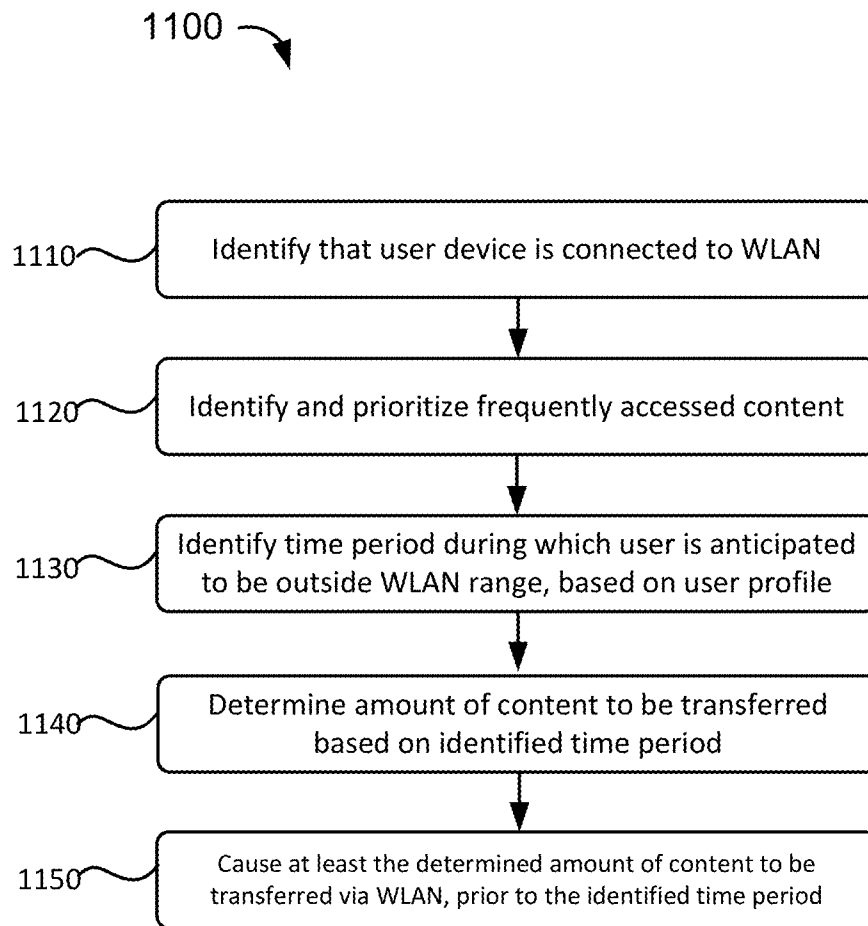 1100
1110
Identify that user device is connected to WLAN
1120
Identify and prioritize frequently accessed content
1130
Identify time period during which user is anticipated
to be outside WLAN range, based on user profile
1140
Determine amount of content to be transferred
based on identified time period
1150
Cause at least the determined amount of content to be
transferred via WLAN, prior to the identified time period